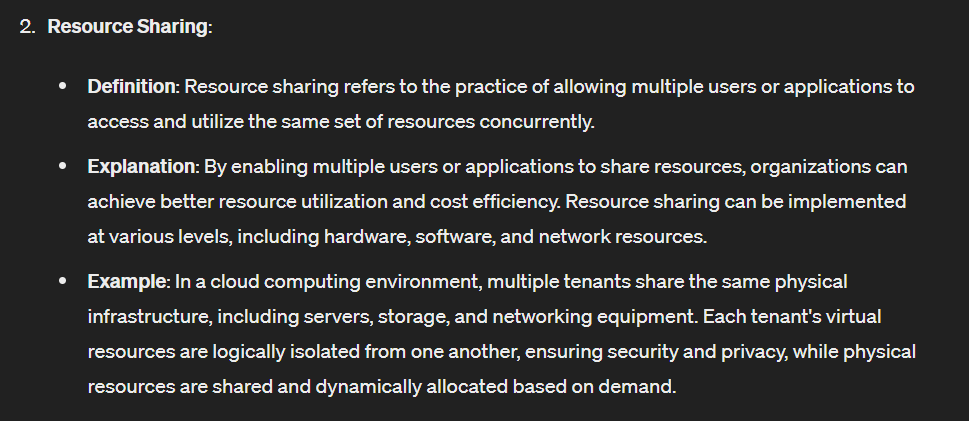 2. Resource Sharing:
• Definition: Resource sharing refers to the practice of allowing multiple users or applications to
access and utilize the same set of resources concurrently.
• Explanation: By enabling multiple users or applications to share resources, organizations can
achieve better resource utilization and cost efficiency. Resource sharing can be implemented
at various levels, including hardware, software, and network resources.
• Example: In a cloud computing environment, multiple tenants share the same physical
infrastructure, including servers, storage, and networking equipment. Each tenant's virtual
resources are logically isolated from one another, ensuring security and privacy, while physical
resources are shared and dynamically allocated based on demand.